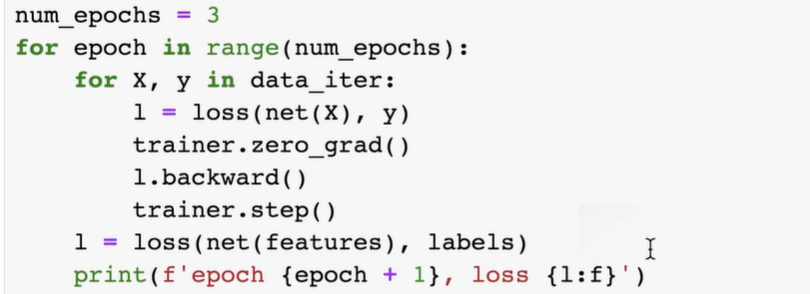 num_epochs = 3
for epoch in range(num_epochs):
    for X, y in data_iter:
        l = loss(net(X), y)
        trainer.zero_grad()
        l.backward()
        trainer.step()
    l = loss(net(features), labels)
    print(f'epoch {epoch + 1}, loss {l:f}')